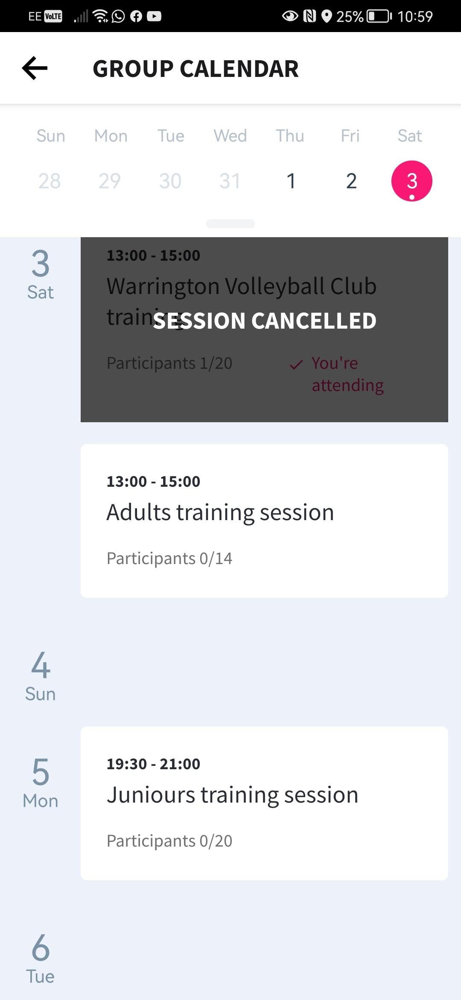 EE VoLTE 25% 10:59
GROUP CALENDAR
Sun Mon Tue Wed Thu Fri Sat
28 29 30 31 1 2 3
3
Sat
13:00 - 15:00
Warrington Volleyball Club
training
SESSION CANCELLED
Participants 1/20
You're
attending
13:00 - 15:00
Adults training session
Participants 0/14
4
Sun
5
Mon
19:30 - 21:00
Juniours training session
Participants 0/20
6
Tue